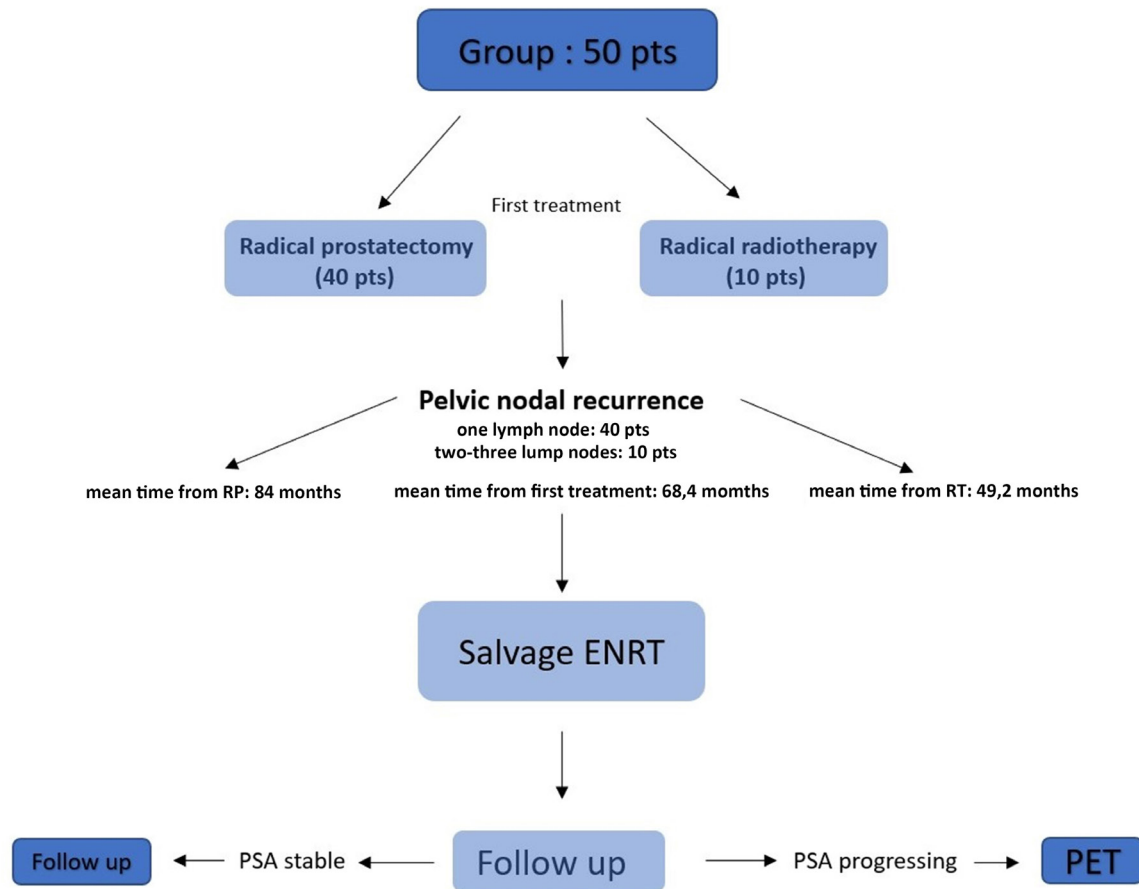 Group : 50 pts
First treatment
Radical prostatectomy
(40 pts)
Radical radiotherapy
(10 pts)
Pelvic nodal recurrence
one lymph node: 40 pts
two-three lump nodes: 10 pts
mean time from RP: 84 months
mean time from first treatment: 68,4 momths
mean time from RT: 49,2 months
Salvage ENRT
Follow up
PSA stable
Follow up
PSA progressing
PET